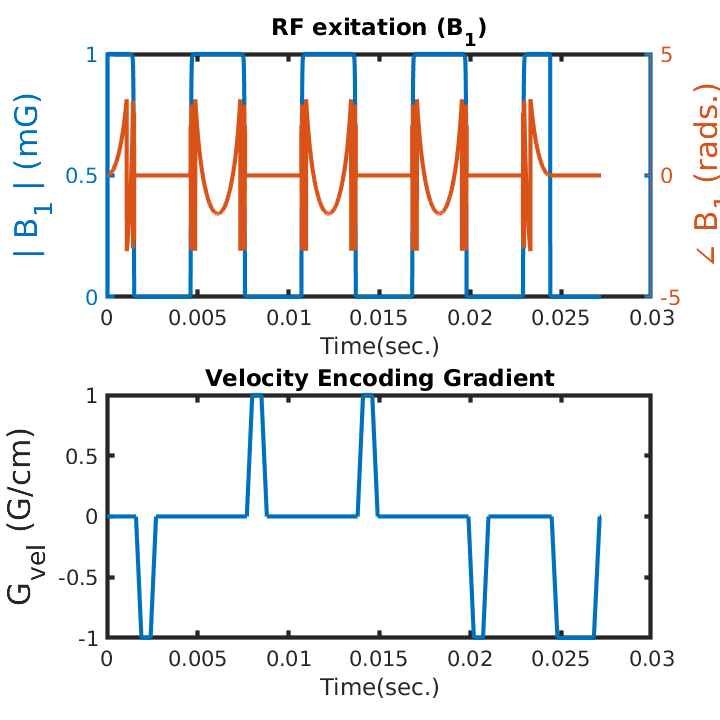 RF exitation (B1)
| B1 | (mG)
1
0.5
0
5
0
-5
∠ B1 (rads.)
0 0.005 0.01 0.015 0.02 0.025 0.03
Time(sec.)
Velocity Encoding Gradient
Gvel (G/cm)
1
0.5
0
-0.5
-1
0 0.005 0.01 0.015 0.02 0.025 0.03
Time(sec.)